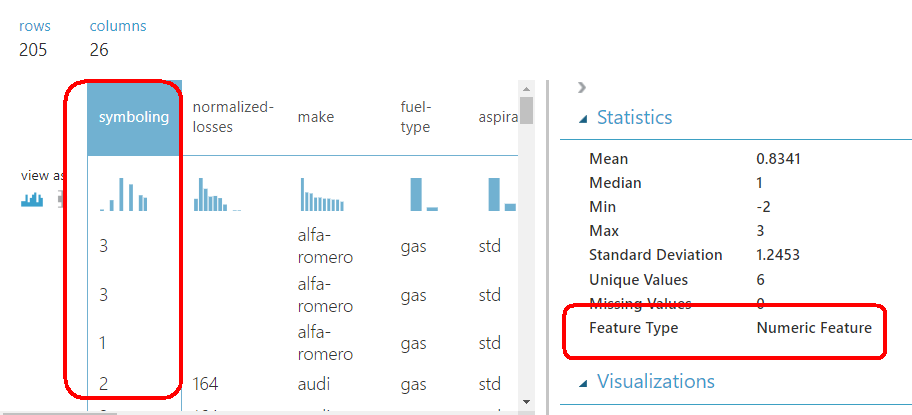 rows columns
205 26
symboling normalized-losses make fuel-type aspira
view as
3 alfa-romero gas std
3 alfa-romero gas std
1 alfa-romero gas std
2 164 audi gas std
Statistics
Mean 0.8341
Median 1
Min -2
Max 3
Standard Deviation 1.2453
Unique Values 6
Missing Values 0
Feature Type Numeric Feature
Visualizations